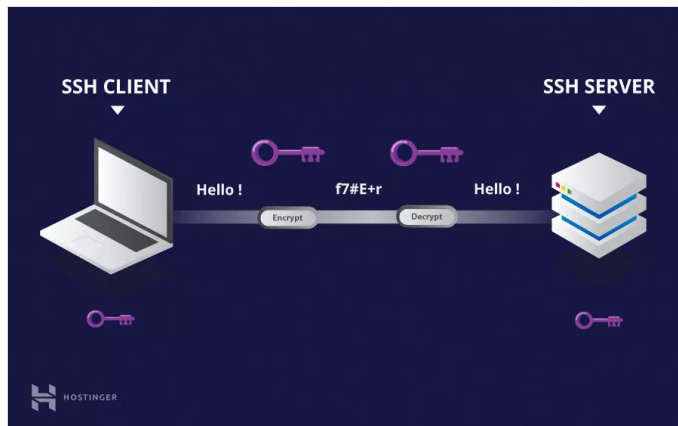 SSH CLIENT
SSH SERVER
Hello !
f7#E+r
Hello !
Encrypt
Decrypt
HOSTINGER